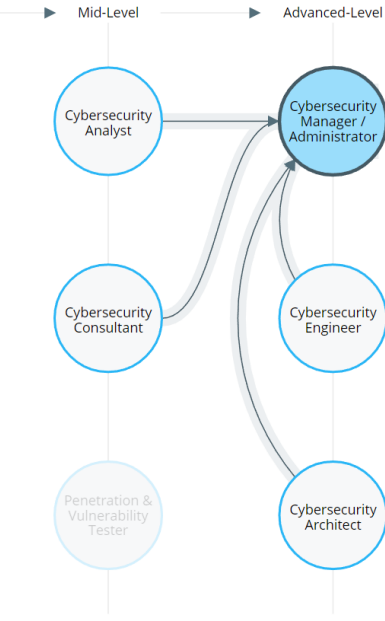 Mid-Level
Advanced-Level
Cybersecurity
Analyst
Cybersecurity
Manager /
Administrator
Cybersecurity
Consultant
Cybersecurity
Engineer
Penetration &
Vulnerability
Tester
Cybersecurity
Architect